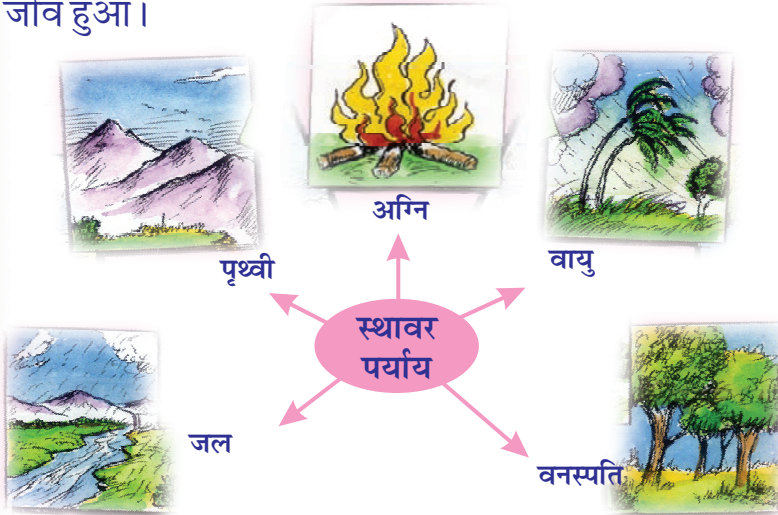 जीव हुआ।
अग्नि
पृथ्वी
वायु
स्थावर
पर्याय
जल
वनस्पति